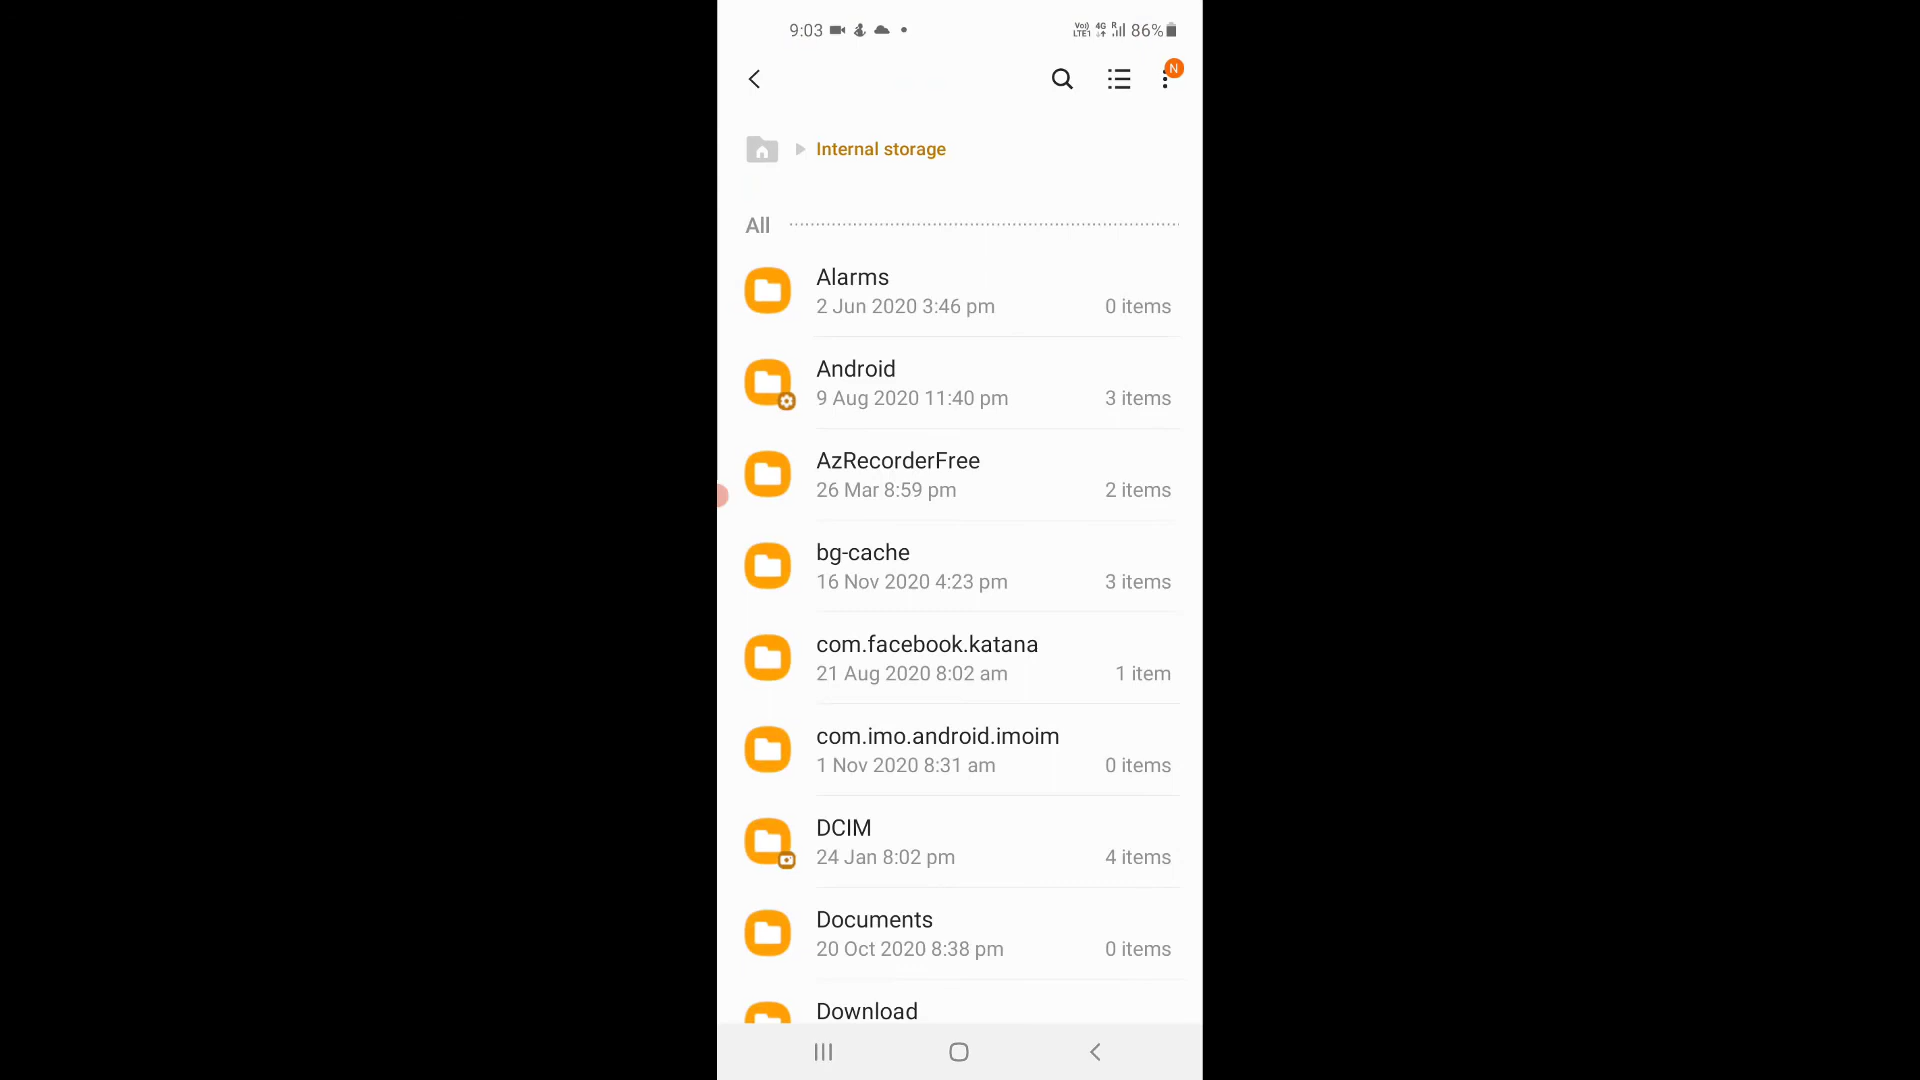 9:03 Vo) LTE1 4G R 86%
N
Internal storage
All
Alarms
2 Jun 2020 3:46 pm 0 items
Android
9 Aug 2020 11:40 pm 3 items
AzRecorderFree
26 Mar 8:59 pm 2 items
bg-cache
16 Nov 2020 4:23 pm 3 items
com.facebook.katana
21 Aug 2020 8:02 am 1 item
com.imo.android.imoim
1 Nov 2020 8:31 am 0 items
DCIM
24 Jan 8:02 pm 4 items
Documents
20 Oct 2020 8:38 pm 0 items
Download